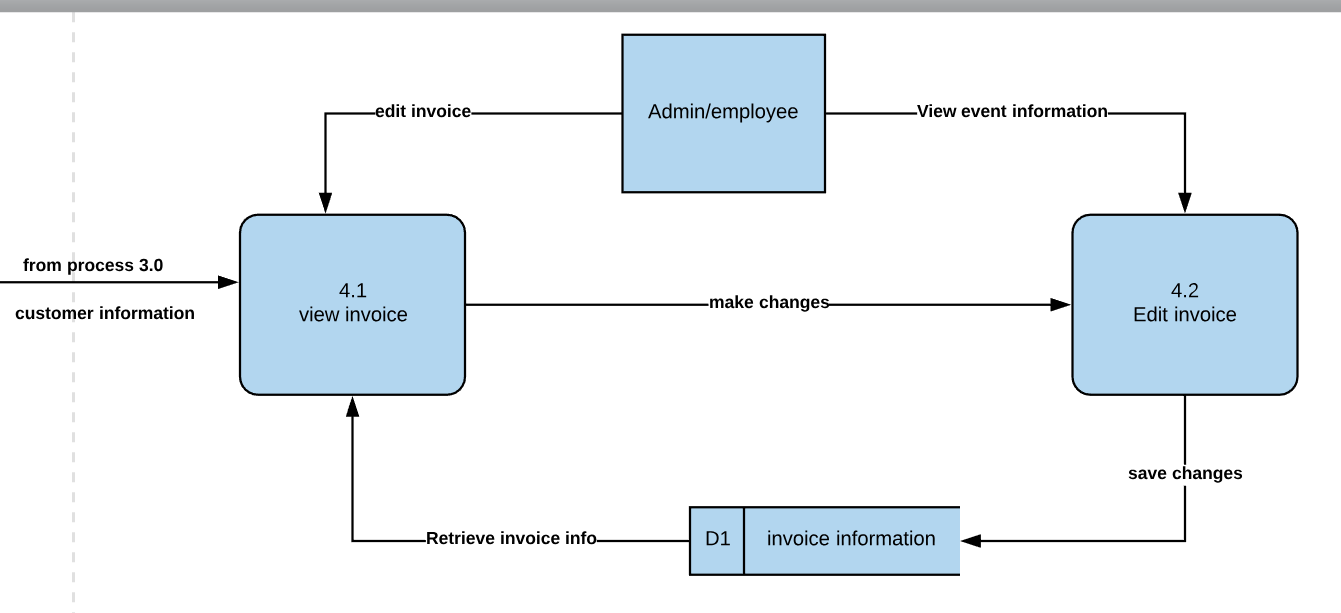 Admin/employee
edit invoice
View event information
from process 3.0
customer information
4.1
view invoice
make changes
4.2
Edit invoice
save changes
Retrieve invoice info
D1
invoice information